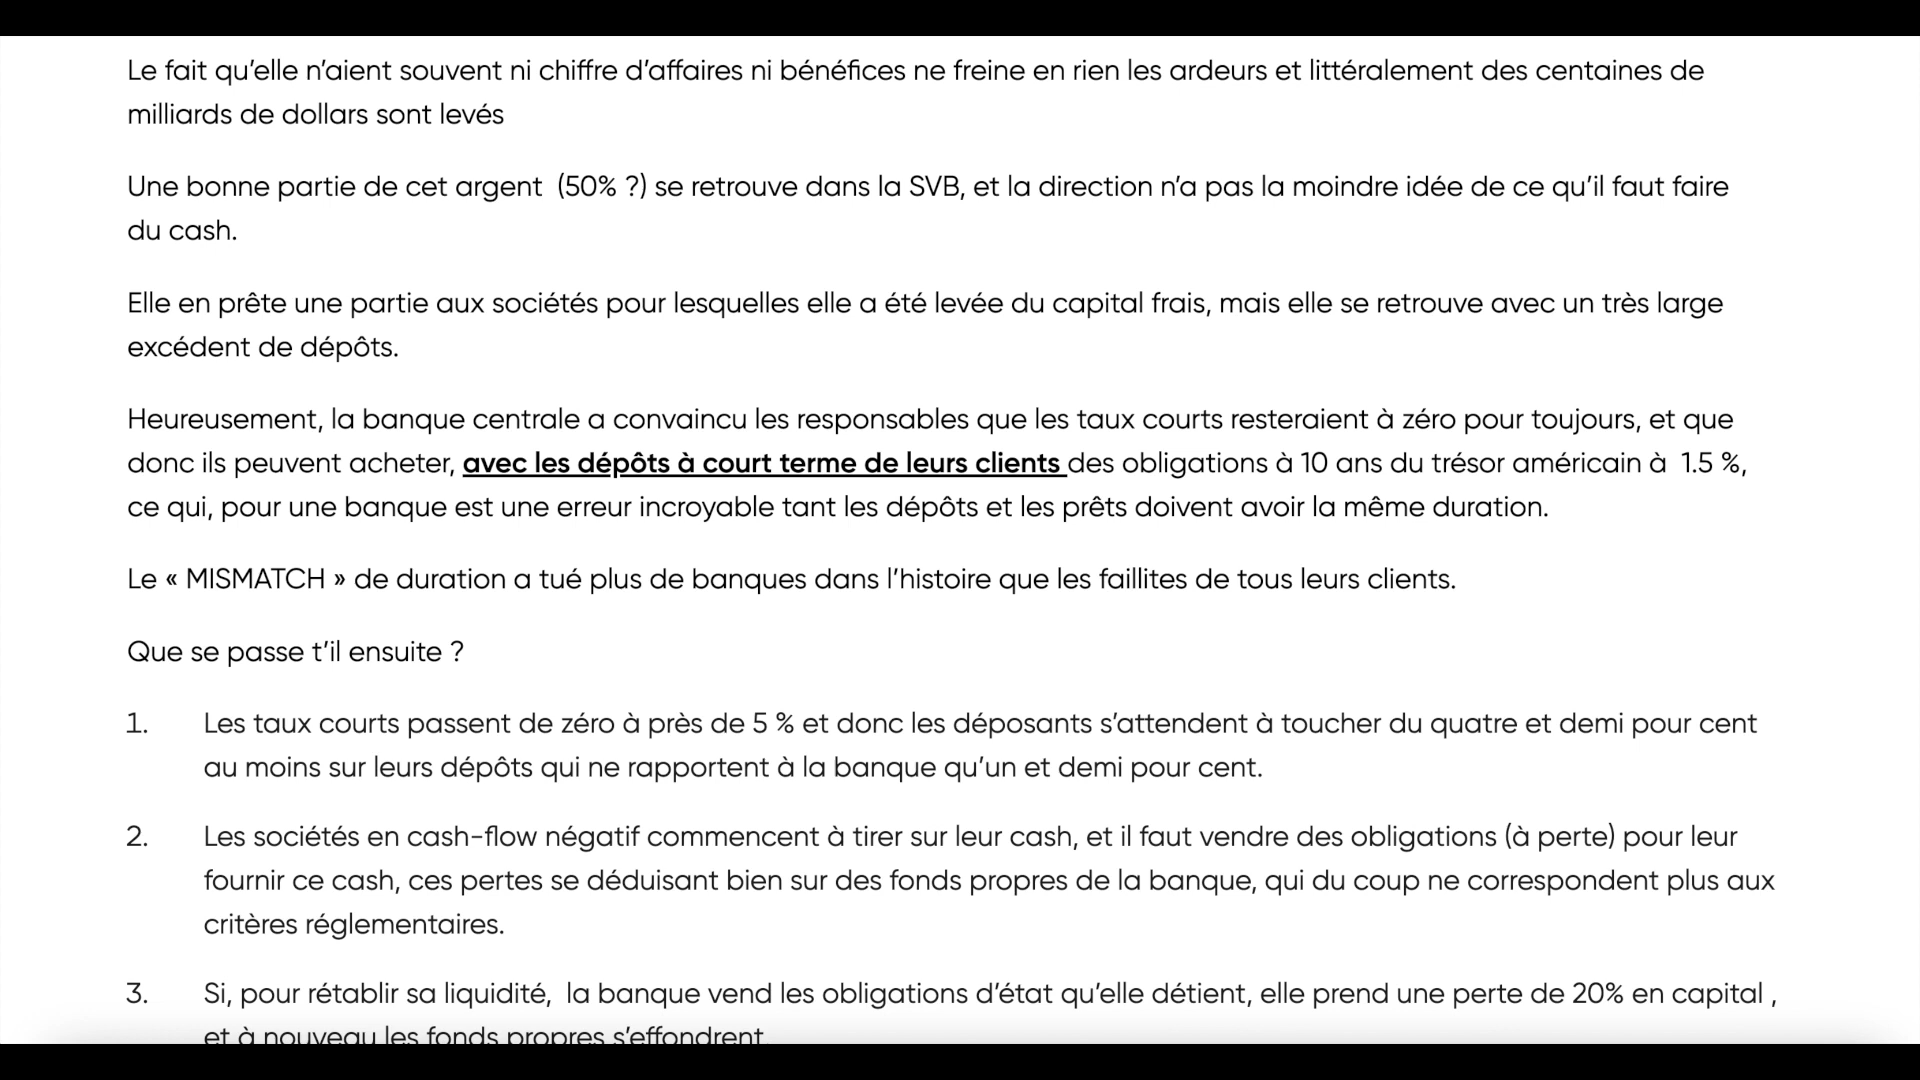 Le fait qu’elle n’aient souvent ni chiffre d’affaires ni bénéfices ne freine en rien les ardeurs et littéralement des centaines de
milliards de dollars sont levés
Une bonne partie de cet argent  (50% ?) se retrouve dans la SVB, et la direction n’a pas la moindre idée de ce qu’il faut faire
du cash.
Elle en prête une partie aux sociétés pour lesquelles elle a été levée du capital frais, mais elle se retrouve avec un très large
excédent de dépôts.
Heureusement, la banque centrale a convaincu les responsables que les taux courts resteraient à zéro pour toujours, et que
donc ils peuvent acheter, avec les dépôts à court terme de leurs clients des obligations à 10 ans du trésor américain à  1.5 %,
ce qui, pour une banque est une erreur incroyable tant les dépôts et les prêts doivent avoir la même duration.
Le « MISMATCH » de duration a tué plus de banques dans l’histoire que les faillites de tous leurs clients.
Que se passe t’il ensuite ?
1. Les taux courts passent de zéro à près de 5 % et donc les déposants s’attendent à toucher du quatre et demi pour cent
au moins sur leurs dépôts qui ne rapportent à la banque qu’un et demi pour cent.
2. Les sociétés en cash-flow négatif commencent à tirer sur leur cash, et il faut vendre des obligations (à perte) pour leur
fournir ce cash, ces pertes se déduisant bien sur des fonds propres de la banque, qui du coup ne correspondent plus aux
critères réglementaires.
3. Si, pour rétablir sa liquidité,  la banque vend les obligations d’état qu’elle détient, elle prend une perte de 20% en capital ,
et à nouveau les fonds propres s’effondrent